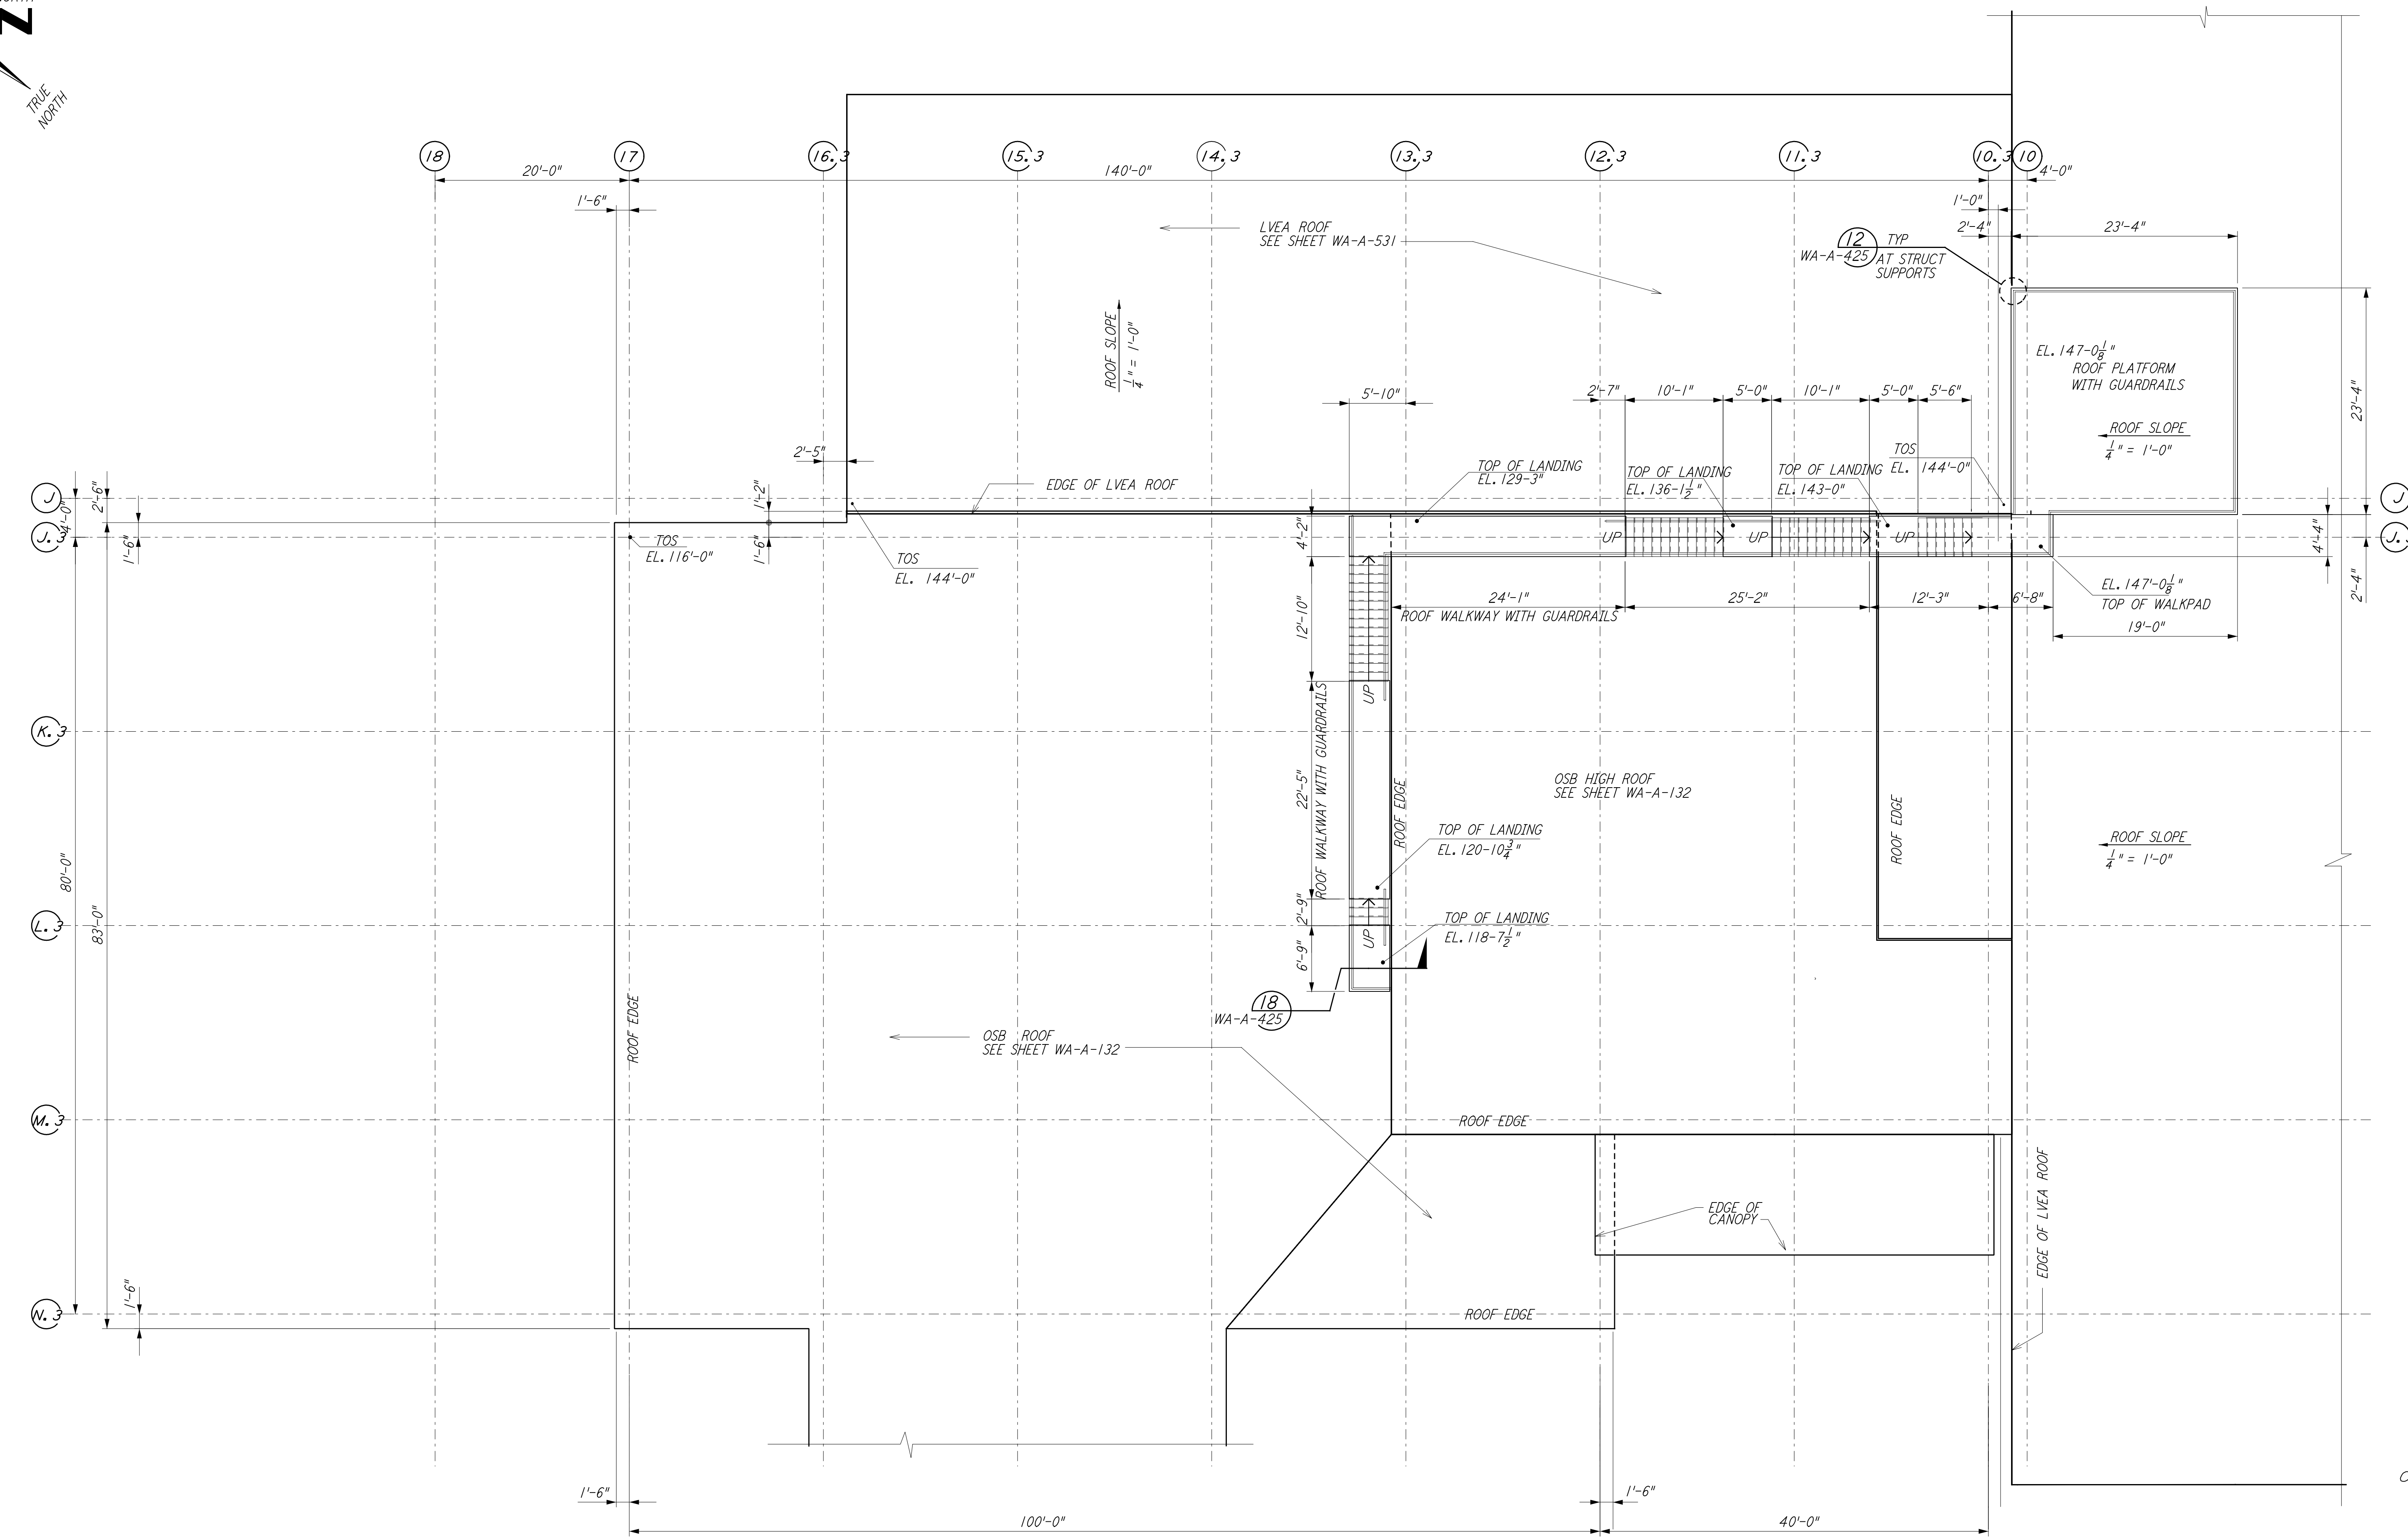 N
TRUE
NORTH
18
17
16.3
15.3
14.3
13.3
12.3
11.3
10.3
10
20'-0"
140'-0"
4'-0"
1'-6"
1'-0"
2'-4"
23'-4"
LVEA ROOF
SEE SHEET WA-A-531
12
WA-A-425
TYP
AT STRUCT
SUPPORTS
ROOF SLOPE
1/4" = 1'-0"
EL.147-0 1/8"
ROOF PLATFORM
WITH GUARDRAILS
ROOF SLOPE
1/4" = 1'-0"
23'-4"
5'-10"
2'-7"
10'-1"
5'-0"
10'-1"
5'-0"
5'-6"
2'-5"
TOP OF LANDING
EL.129-3"
TOP OF LANDING
EL.136-1 1/2"
TOP OF LANDING
EL.143-0"
TOS
EL. 144'-0"
J
J
2'-6"
4'-0"
1'-2"
EDGE OF LVEA ROOF
J.3
1'-6"
1'-6"
TOS
EL.116'-0"
TOS
EL. 144'-0"
4'-2"
UP
UP
UP
4'-4"
2'-4"
EL.147'-0 1/8"
TOP OF WALKPAD
12'-10"
24'-1"
25'-2"
12'-3"
6'-8"
19'-0"
ROOF WALKWAY WITH GUARDRAILS
UP
K.3
22'-5"
ROOF WALKWAY WITH GUARDRAILS
ROOF EDGE
OSB HIGH ROOF
SEE SHEET WA-A-132
ROOF EDGE
TOP OF LANDING
EL.120-10 3/4"
ROOF SLOPE
1/4" = 1'-0"
80'-0"
83'-0"
L.3
2'-9"
UP
6'-9"
TOP OF LANDING
EL.118-7 1/2"
18
WA-A-425
ROOF EDGE
OSB ROOF
SEE SHEET WA-A-132
M.3
ROOF EDGE
EDGE OF
CANOPY
EDGE OF LVEA ROOF
N.3
1'-6"
ROOF EDGE
1'-6"
1'-6"
100'-0"
40'-0"